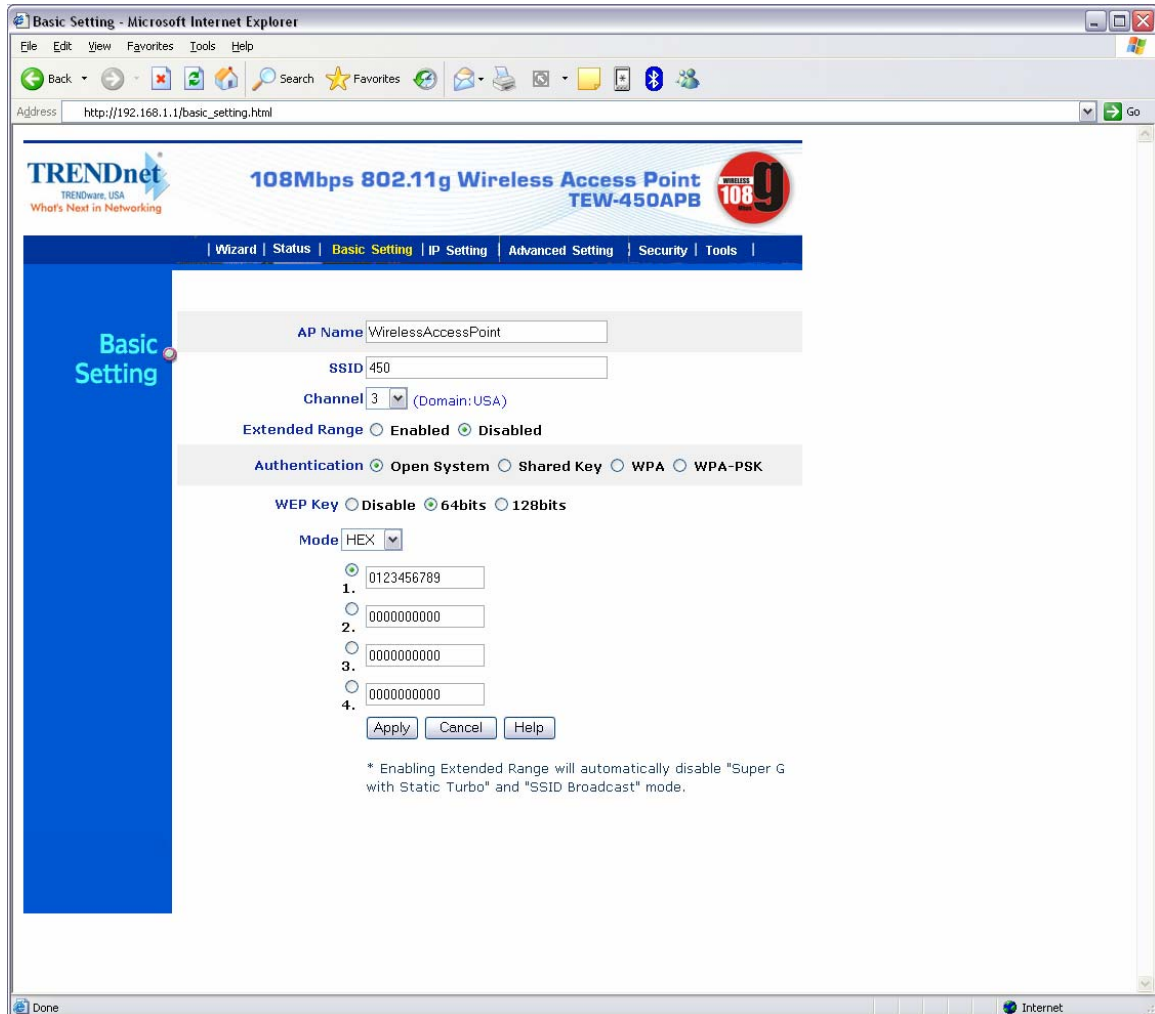 Basic Setting - Microsoft Internet Explorer
File Edit View Favorites Tools Help
Back Search Favorites
Address http://192.168.1.1/basic_setting.html Go
TRENDnet
TRENDware, USA
What's Next in Networking
108Mbps 802.11g Wireless Access Point
TEW-450APB
WIRELESS
108 g
Mbps
| Wizard | Status | Basic Setting | IP Setting | Advanced Setting | Security | Tools |
Basic
Setting
AP Name WirelessAccessPoint
SSID 450
Channel 3 (Domain:USA)
Extended Range Enabled Disabled
Authentication Open System Shared Key WPA WPA-PSK
WEP Key Disable 64bits 128bits
Mode HEX
1. 0123456789
2. 0000000000
3. 0000000000
4. 0000000000
Apply Cancel Help
* Enabling Extended Range will automatically disable "Super G
with Static Turbo" and "SSID Broadcast" mode.
Done Internet